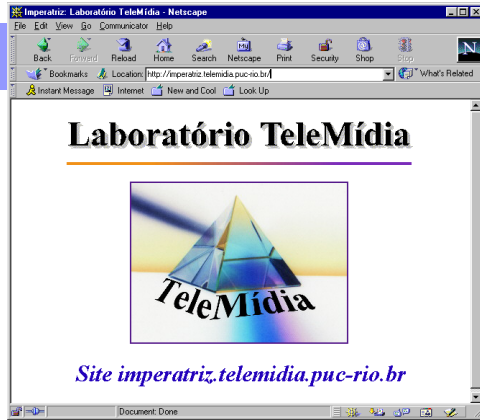 Imperatriz: Laboratório TeleMídia - Netscape
File Edit View Go Communicator Help
Back Forward Reload Home Search Netscape Print Security Shop Stop
N
Bookmarks Location: http://imperatriz.telemidia.puc-rio.br/ What's Related
Instant Message Internet New and Cool Look Up
Laboratório TeleMídia
TeleMídia
Site imperatriz.telemidia.puc-rio.br
Document: Done